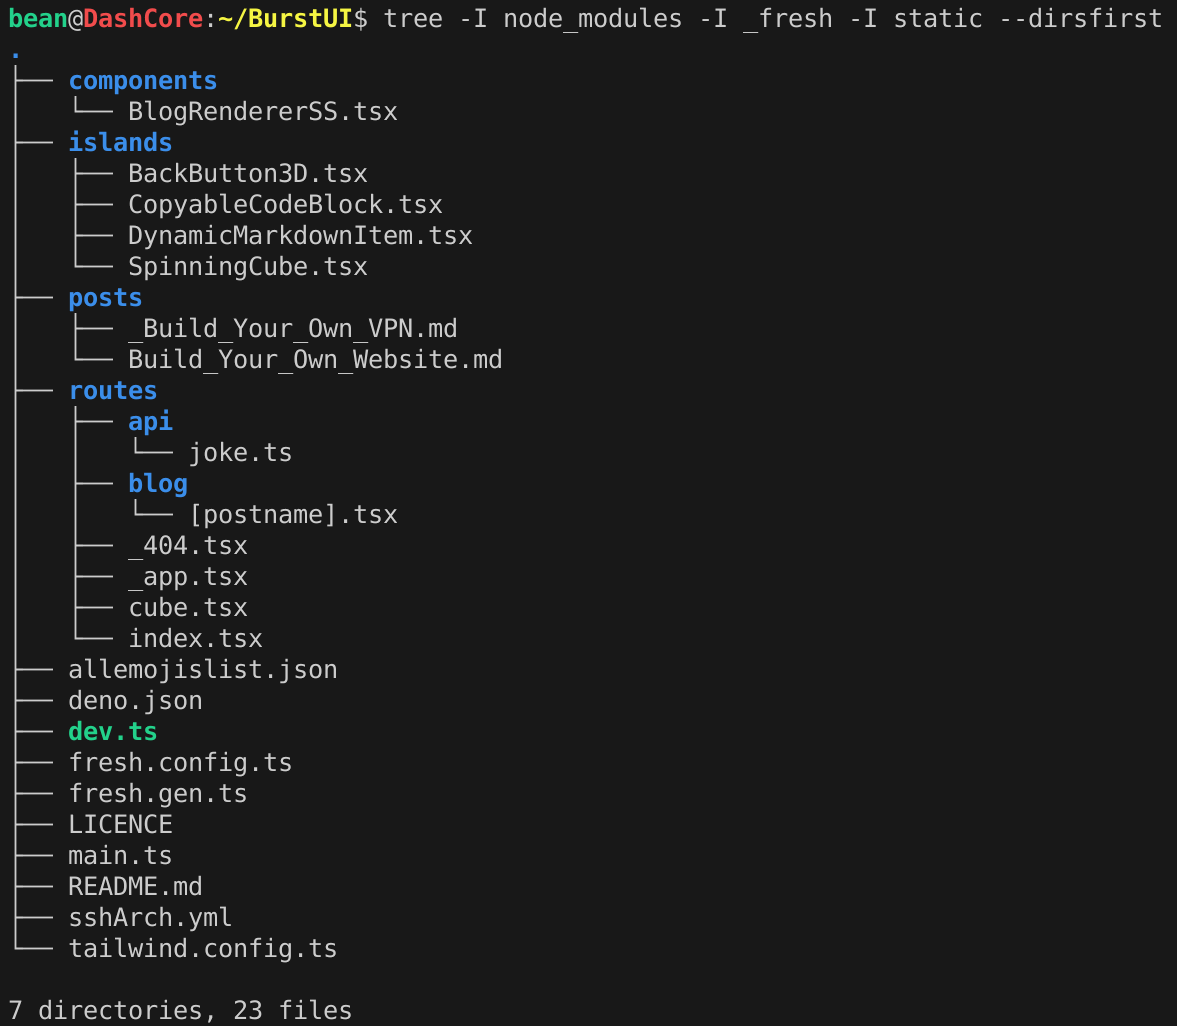 bean@DashCore:~/BurstUI$ tree -I node_modules -I _fresh -I static --dirsfirst
.
├── components
│   └── BlogRendererSS.tsx
├── islands
│   ├── BackButton3D.tsx
│   ├── CopyableCodeBlock.tsx
│   ├── DynamicMarkdownItem.tsx
│   └── SpinningCube.tsx
├── posts
│   ├── _Build_Your_Own_VPN.md
│   └── Build_Your_Own_Website.md
├── routes
│   ├── api
│   │   └── joke.ts
│   ├── blog
│   │   └── [postname].tsx
│   ├── _404.tsx
│   ├── _app.tsx
│   ├── cube.tsx
│   └── index.tsx
├── allemojislist.json
├── deno.json
├── dev.ts
├── fresh.config.ts
├── fresh.gen.ts
├── LICENCE
├── main.ts
├── README.md
├── sshArch.yml
└── tailwind.config.ts
7 directories, 23 files